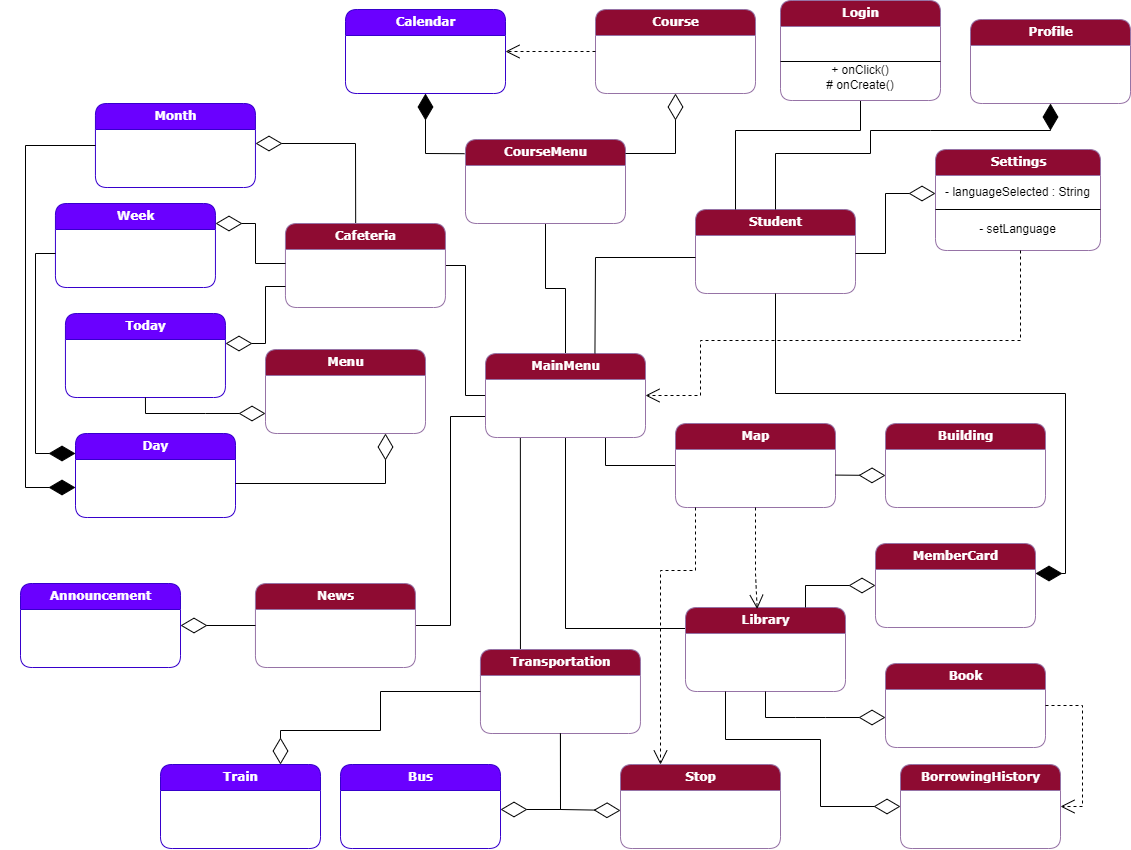 Calendar
Course
Login
+ onClick()
# onCreate()
Profile
Month
CourseMenu
Settings
- languageSelected : String
- setLanguage
Week
Cafeteria
Student
Today
Menu
MainMenu
Day
Map
Building
MemberCard
Announcement
News
Library
Transportation
Book
Train
Bus
Stop
BorrowingHistory